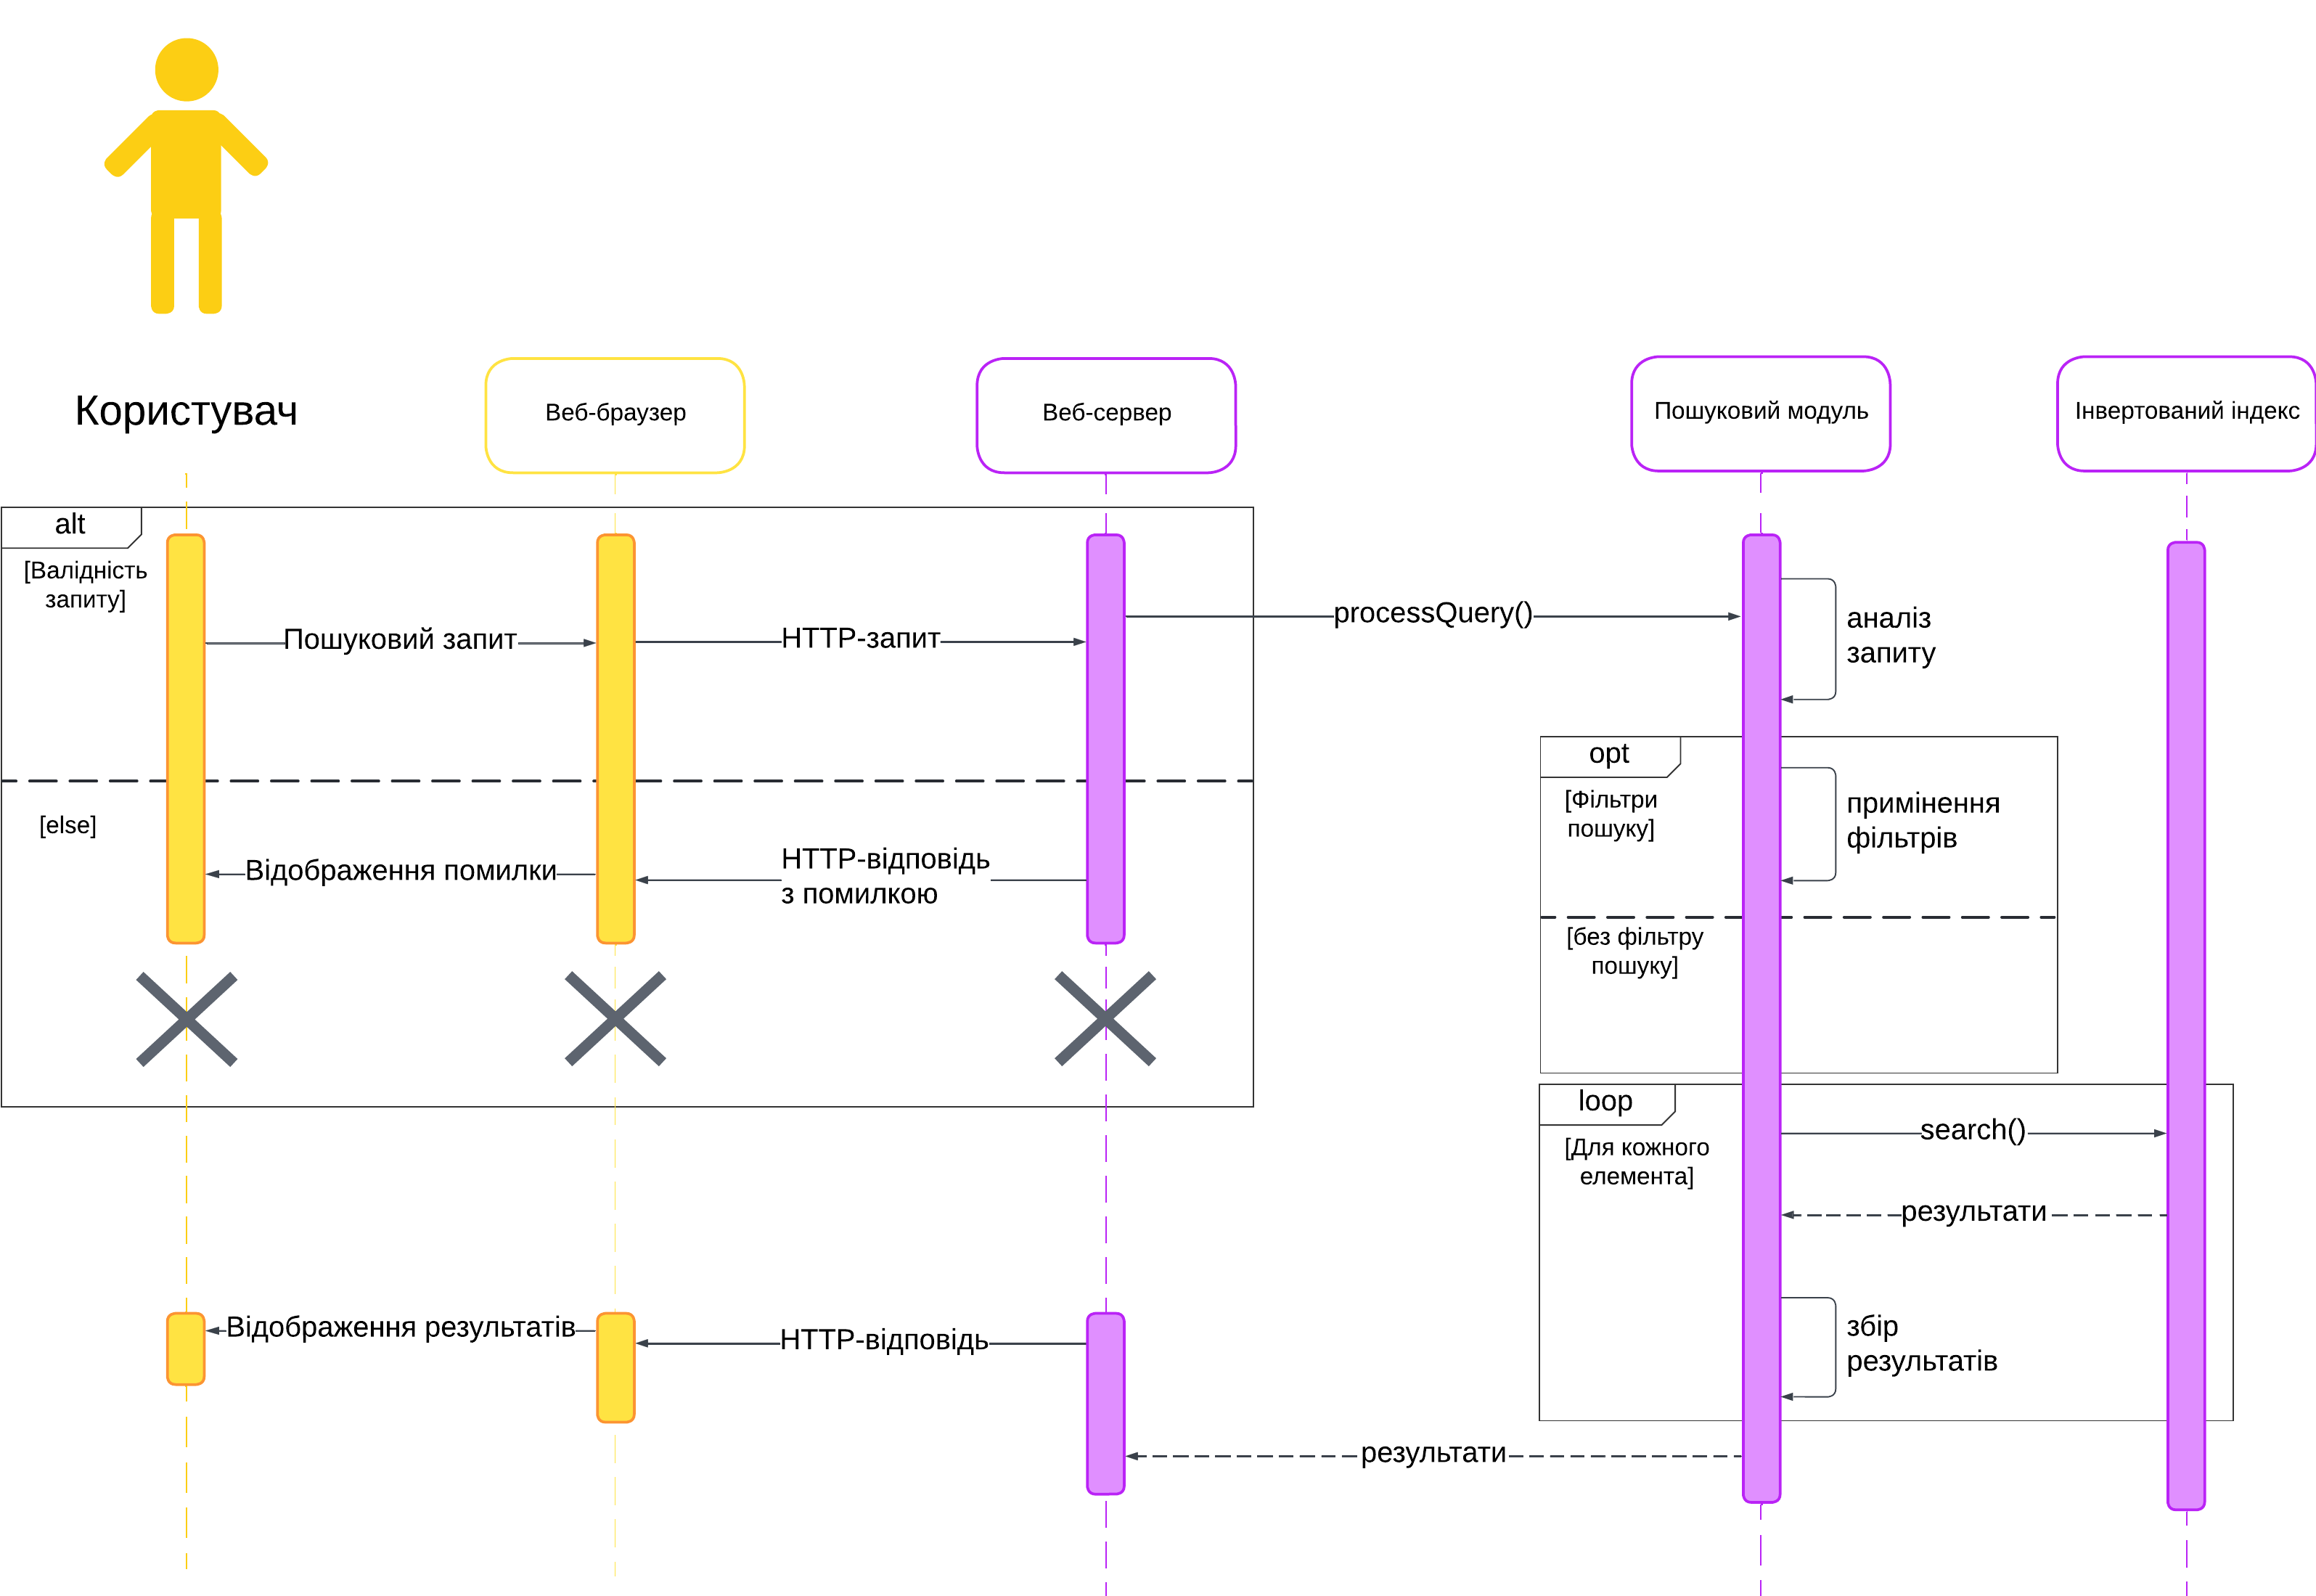 Користувач
Веб-браузер
Веб-сервер
Пошуковий модуль
Інвертований індекс
alt
[Валідність
запиту]
Пошуковий запит
HTTP-запит
processQuery()
аналіз
запиту
opt
[Фільтри
пошуку]
примінення
фільтрів
[else]
Відображення помилки
HTTP-відповідь
з помилкою
[без фільтру
пошуку]
loop
[Для кожного
елемента]
search()
результати
збір
результатів
Відображення результатів
HTTP-відповідь
результати